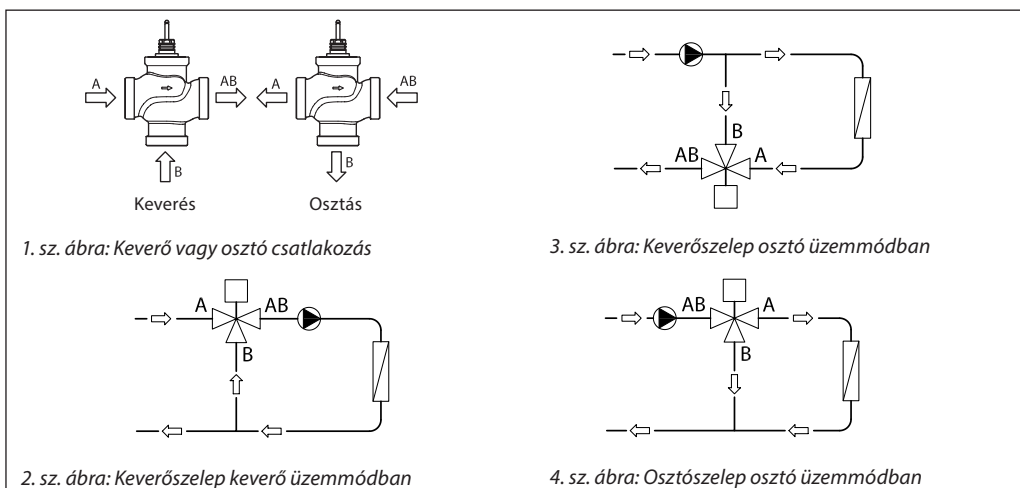 A
AB
B
Keverés
A
AB
B
Osztás
1. sz. ábra: Keverő vagy osztó csatlakozás
B
AB
A
3. sz. ábra: Keverőszelep osztó üzemmódban
A
AB
B
2. sz. ábra: Keverőszelep keverő üzemmódban
AB
A
B
4. sz. ábra: Osztószelep osztó üzemmódban